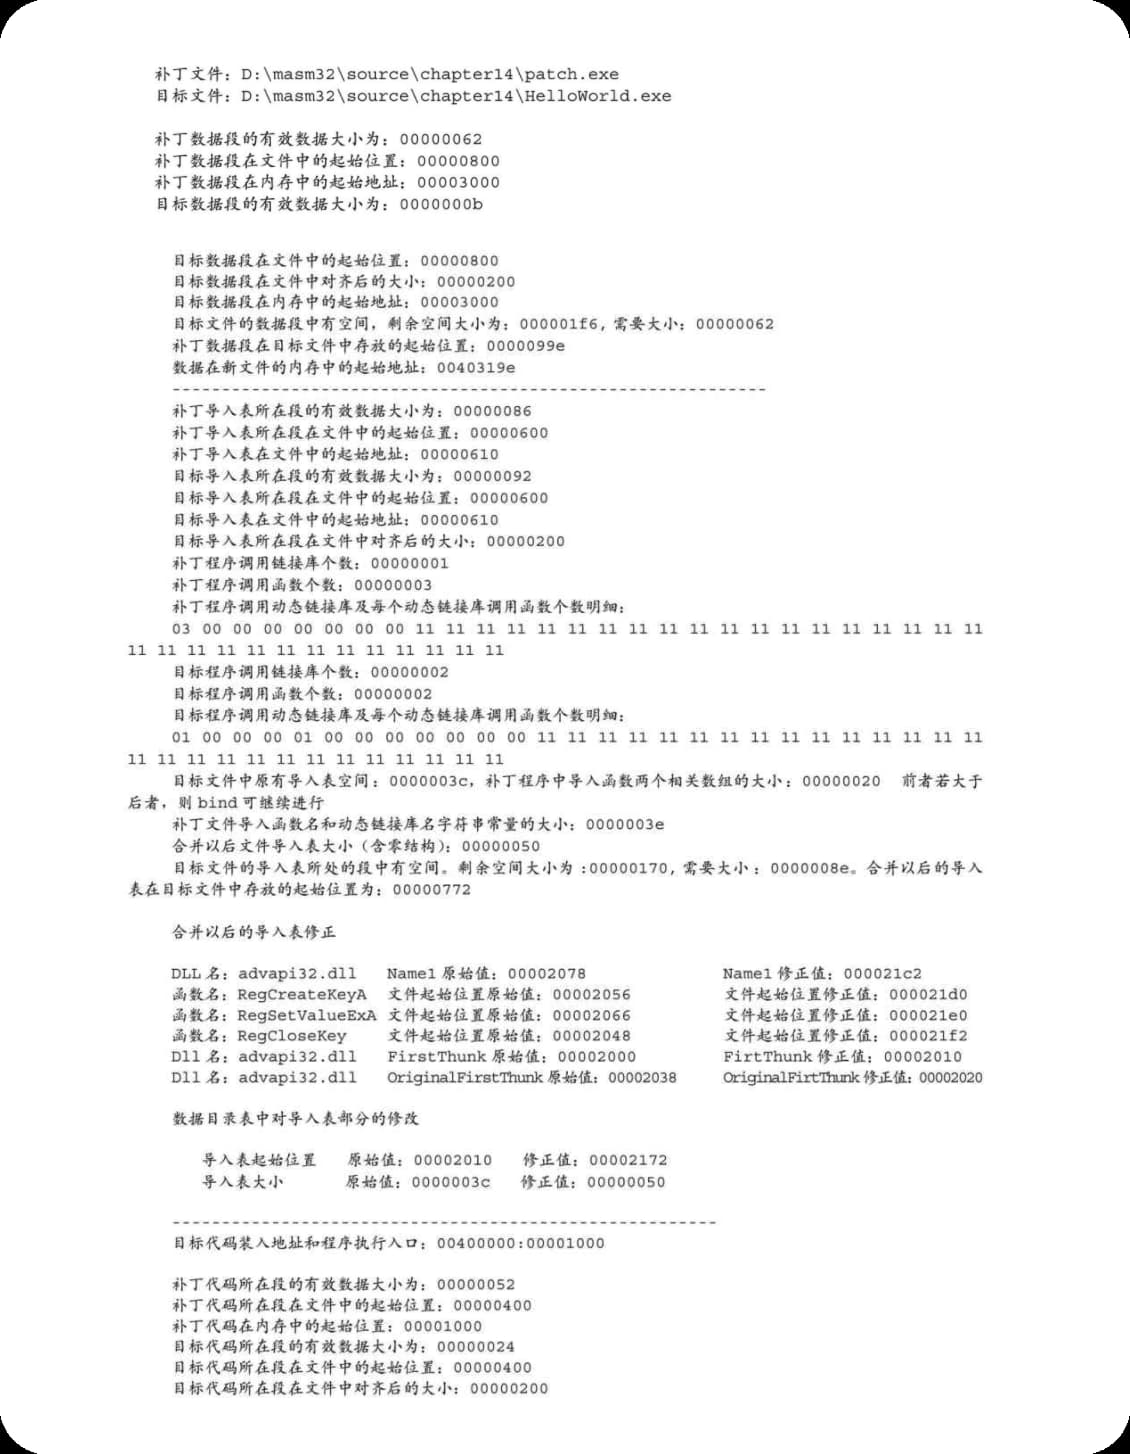 补丁文件：D:\masm32\source\chapter14\patch.exe
目标文件：D:\masm32\source\chapter14\HelloWorld.exe
补丁数据段的有效数据大小为：00000062
补丁数据段在文件中的起始位置：00000800
补丁数据段在内存中的起始地址：00003000
目标数据段的有效数据大小为：0000000b
目标数据段在文件中的起始位置：00000800
目标数据段在文件中对齐后的大小：00000200
目标数据段在内存中的起始地址：00003000
目标文件的数据段中有空间，剩余空间大小为：000001f6，需要大小：00000062
补丁数据段在目标文件中存放的起始位置：0000099e
数据在新文件的内存中的起始地址：0040319e
------------------------------------------------------------
补丁导入表所在段的有效数据大小为：00000086
补丁导入表所在段在文件中的起始位置：00000600
补丁导入表在文件中的起始地址：00000610
目标导入表所在段的有效数据大小为：00000092
目标导入表所在段在文件中的起始位置：00000600
目标导入表在文件中的起始地址：00000610
目标导入表所在段在文件中对齐后的大小：00000200
补丁程序调用链接库个数：00000001
补丁程序调用函数个数：00000003
补丁程序调用动态链接库及每个动态链接库调用函数个数明细：
03 00 00 00 00 00 00 00 11 11 11 11 11 11 11 11 11 11 11 11 11 11 11 11 11 11 11
11 11 11 11 11 11 11 11 11 11 11 11 11
目标程序调用链接库个数：00000002
目标程序调用函数个数：00000002
目标程序调用动态链接库及每个动态链接库调用函数个数明细：
01 00 00 00 01 00 00 00 00 00 00 00 11 11 11 11 11 11 11 11 11 11 11 11 11 11 11
11 11 11 11 11 11 11 11 11 11 11 11 11
目标文件中原有导入表空间：0000003c，补丁程序中导入函数两个相关数组的大小：00000020 前者若大于
后者，则 bind 可继续进行
补丁文件导入函数名和动态链接库名字符串常量的大小：0000003e
合并以后文件导入表大小（含零结构）：00000050
目标文件的导入表所处的段中有空间。剩余空间大小为：00000170，需要大小：0000008e。合并以后的导入
表在目标文件中存放的起始位置为：00000772
合并以后的导入表修正
DLL 名：advapi32.dll Name1 原始值：00002078 Name1 修正值：000021c2
函数名：RegCreateKeyA 文件起始位置原始值：00002056 文件起始位置修正值：000021d0
函数名：RegSetValueExA 文件起始位置原始值：00002066 文件起始位置修正值：000021e0
函数名：RegCloseKey 文件起始位置原始值：00002048 文件起始位置修正值：000021f2
Dll 名：advapi32.dll FirstThunk 原始值：00002000 FirtThunk 修正值：00002010
Dll 名：advapi32.dll OriginalFirstThunk 原始值：00002038 OriginalFirtThunk 修正值：00002020
数据目录表中对导入表部分的修改
导入表起始位置 原始值：00002010 修正值：00002172
导入表大小 原始值：0000003c 修正值：00000050
-------------------------------------------------------
目标代码装入地址和程序执行入口：00400000:00001000
补丁代码所在段的有效数据大小为：00000052
补丁代码所在段在文件中的起始位置：00000400
补丁代码在内存中的起始位置：00001000
目标代码所在段的有效数据大小为：00000024
目标代码所在段在文件中的起始位置：00000400
目标代码所在段在文件中对齐后的大小：00000200